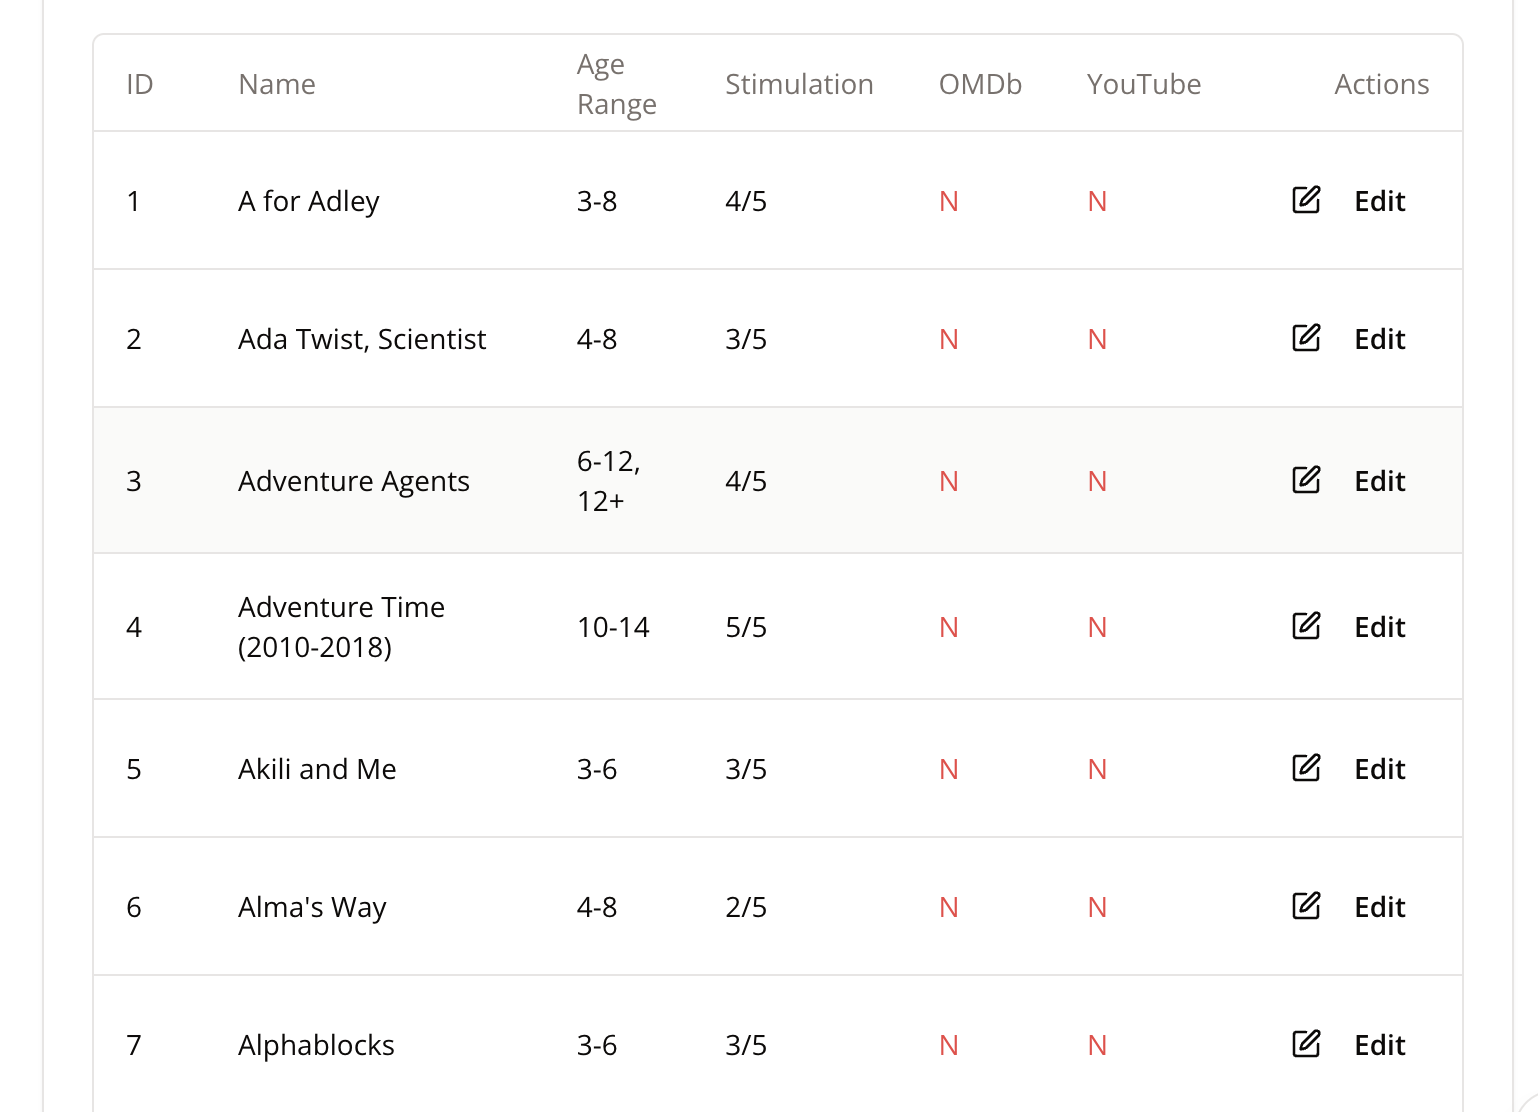 ID Name Age Range Stimulation OMDb YouTube Actions
1 A for Adley 3-8 4/5 N N Edit
2 Ada Twist, Scientist 4-8 3/5 N N Edit
3 Adventure Agents 6-12, 12+ 4/5 N N Edit
4 Adventure Time (2010-2018) 10-14 5/5 N N Edit
5 Akili and Me 3-6 3/5 N N Edit
6 Alma's Way 4-8 2/5 N N Edit
7 Alphablocks 3-6 3/5 N N Edit